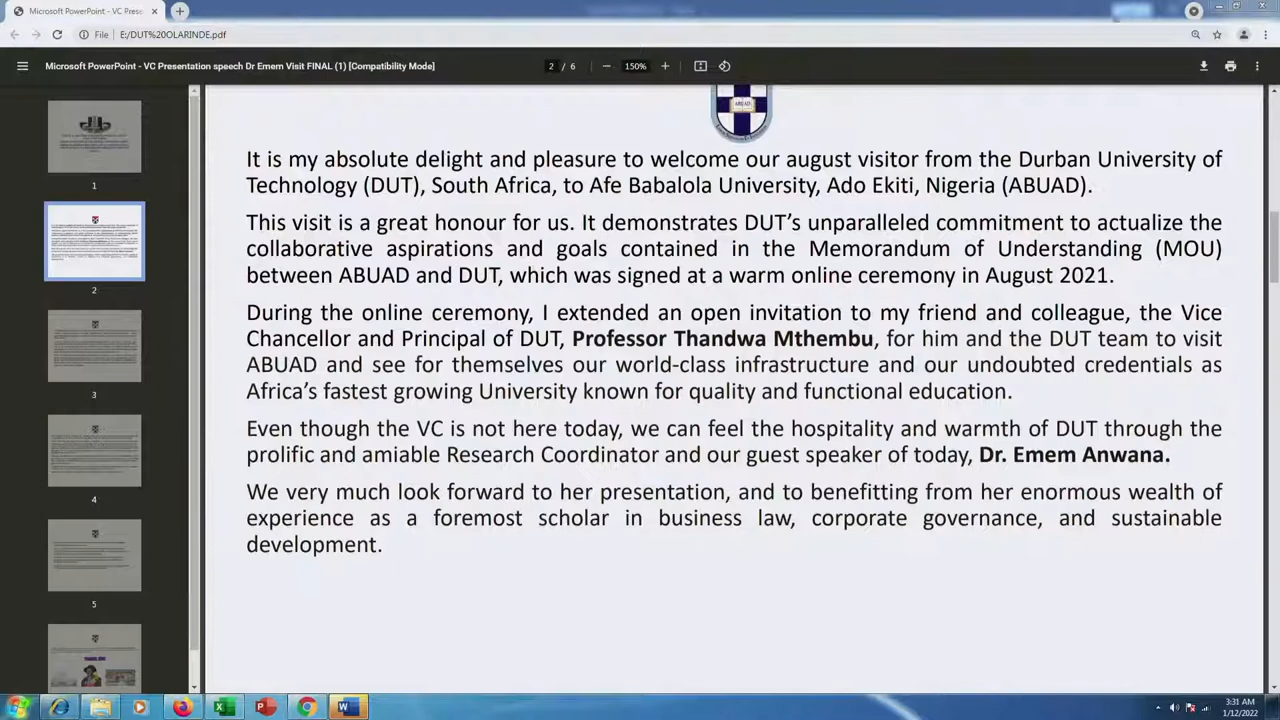 Microsoft PowerPoint - VC Prese
File
E:/DUT%20OLARINDE.pdf
Microsoft PowerPoint - VC Presentation speech Dr Emem Visit FINAL (1) [Compatibility Mode]
2 / 6
150%
1
2
3
4
5
ABUAD
It is my absolute delight and pleasure to welcome our august visitor from the Durban University of
Technology (DUT), South Africa, to Afe Babalola University, Ado Ekiti, Nigeria (ABUAD).
This visit is a great honour for us. It demonstrates DUT’s unparalleled commitment to actualize the
collaborative aspirations and goals contained in the Memorandum of Understanding (MOU)
between ABUAD and DUT, which was signed at a warm online ceremony in August 2021.
During the online ceremony, I extended an open invitation to my friend and colleague, the Vice
Chancellor and Principal of DUT, Professor Thandwa Mthembu, for him and the DUT team to visit
ABUAD and see for themselves our world-class infrastructure and our undoubted credentials as
Africa’s fastest growing University known for quality and functional education.
Even though the VC is not here today, we can feel the hospitality and warmth of DUT through the
prolific and amiable Research Coordinator and our guest speaker of today, Dr. Emem Anwana.
We very much look forward to her presentation, and to benefitting from her enormous wealth of
experience as a foremost scholar in business law, corporate governance, and sustainable
development.
3:31 AM
1/12/2022